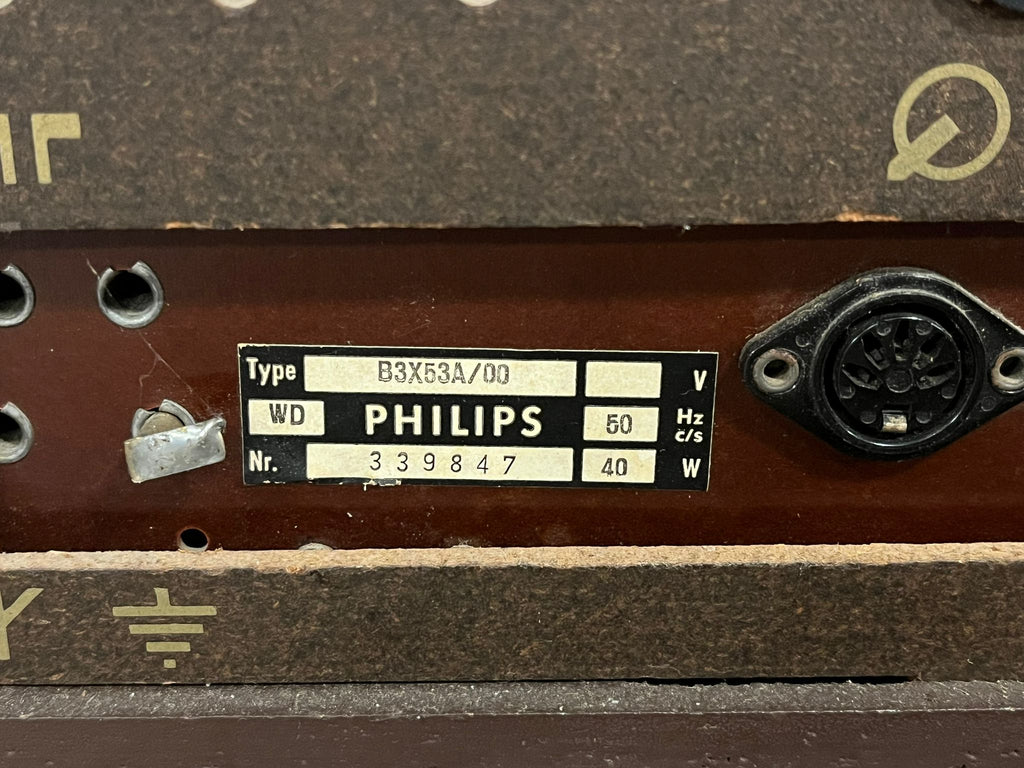 Type B3X53A/00 V
WD PHILIPS 50 Hz c/s
Nr. 339847 40 W